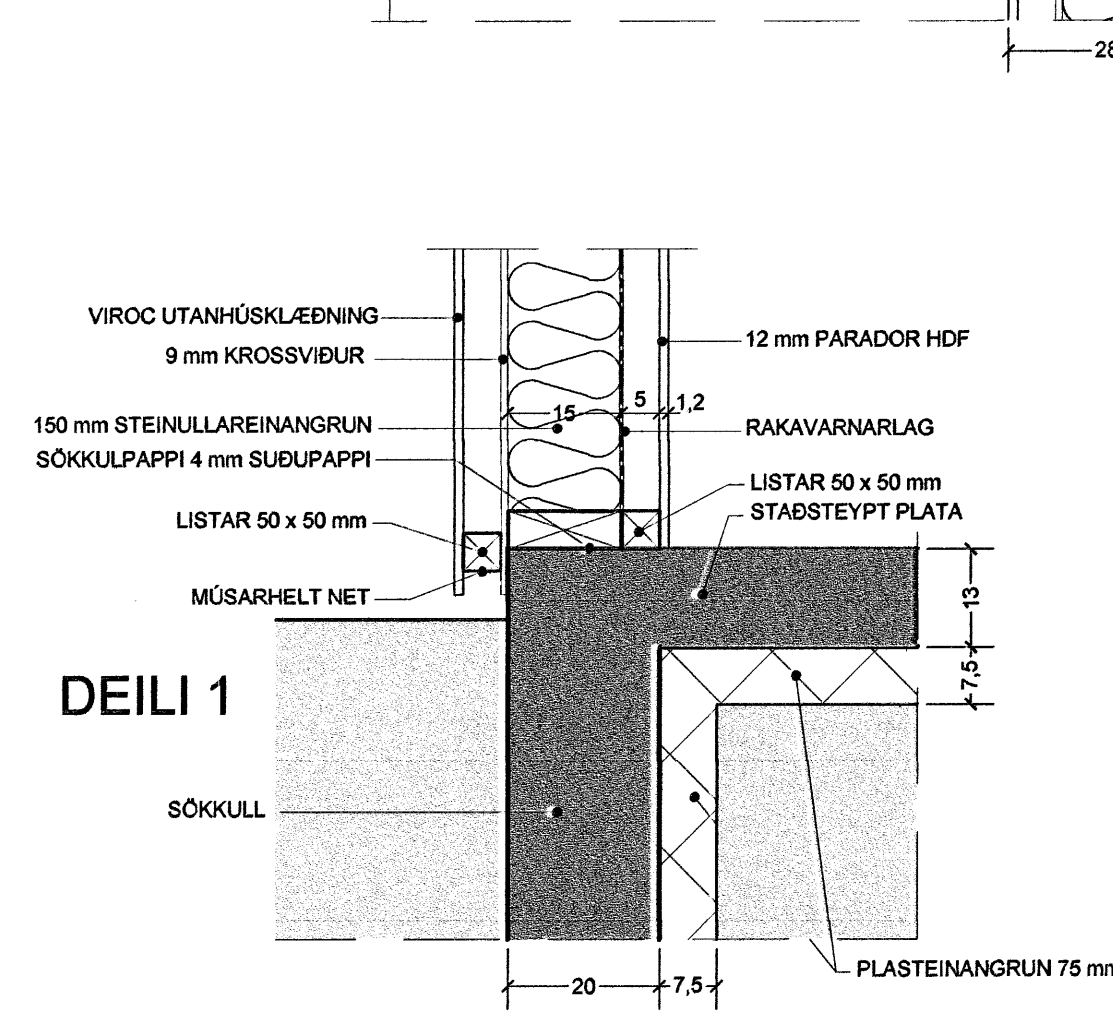 28
VIROC UTANHÚSKLÆÐNING
9 mm KROSSVIÐUR
12 mm PARADOR HDF
15
5
1,2
150 mm STEINULLAREINANGRUN
RAKAVARNARLAG
SÖKKULPAPPI 4 mm SUÐUPAPPI
LISTAR 50 x 50 mm
STAÐSTEYPT PLATA
LISTAR 50 x 50 mm
MÚSARHELT NET
13
7,5
DEILI 1
SÖKKULL
PLASTEINANGRUN 75 mm
20
7,5